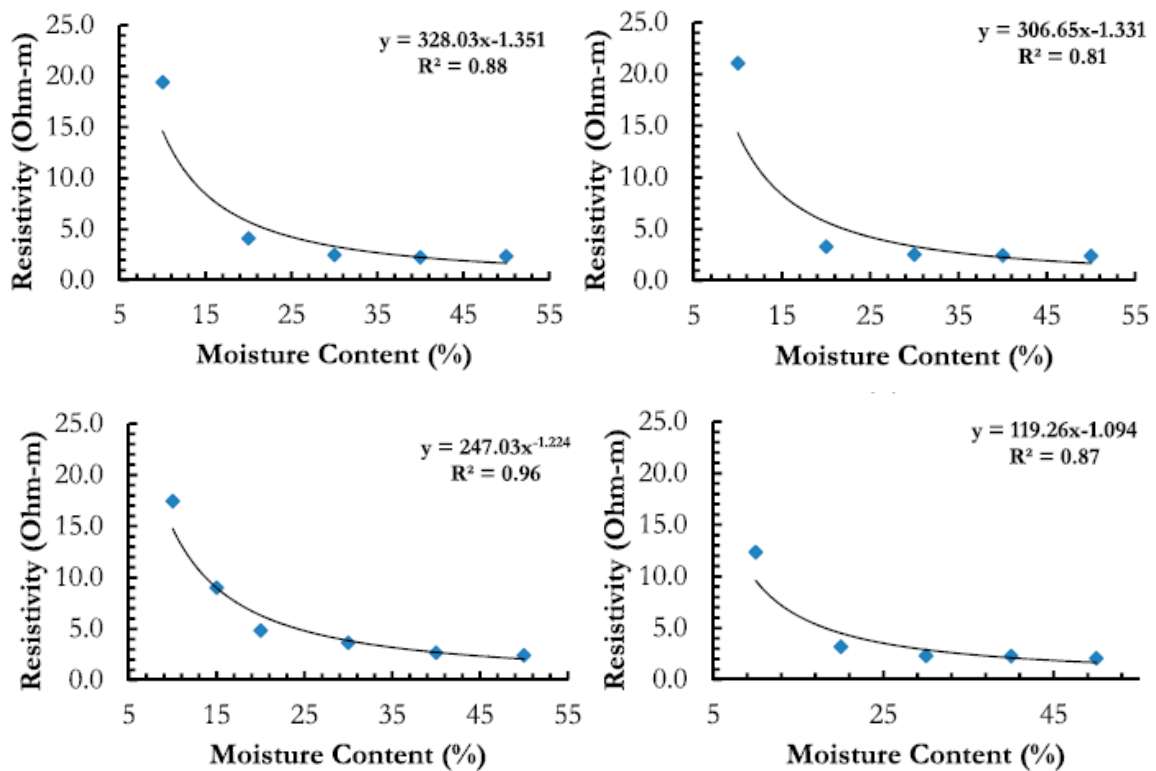 25.0
20.0
15.0
10.0
5.0
0.0
Resistivity (Ohm-m)
y = 328.03x-1.351
R² = 0.88
5 15 25 35 45 55
Moisture Content (%)
25.0
20.0
15.0
10.0
5.0
0.0
Resistivity (Ohm-m)
y = 306.65x-1.331
R² = 0.81
5 15 25 35 45 55
Moisture Content (%)
25.0
20.0
15.0
10.0
5.0
0.0
Resistivity (Ohm-m)
y = 247.03x⁻¹·²²⁴
R² = 0.96
5 15 25 35 45 55
Moisture Content (%)
25.0
20.0
15.0
10.0
5.0
0.0
Resistivity (Ohm-m)
y = 119.26x-1.094
R² = 0.87
5 25 45
Moisture Content (%)